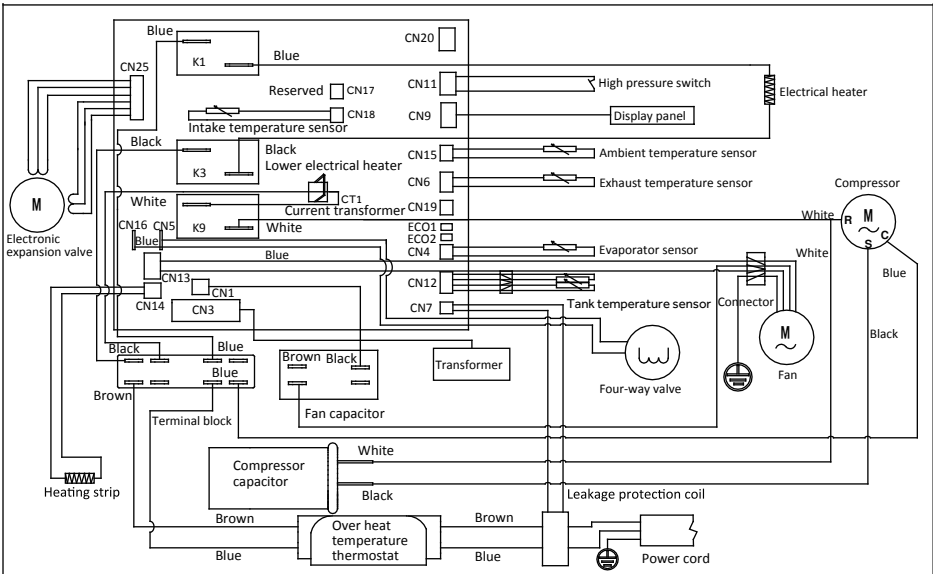 Blue
K1
Blue
CN20
CN25
Reserved
CN17
CN11
High pressure switch
Electrical heater
CN18
CN9
Display panel
Intake temperature sensor
Black
Black
K3
Lower electrical heater
CN15
Ambient temperature sensor
CN6
Exhaust temperature sensor
Compressor
White
CT1
Current transformer
CN19
White
R
M
C
S
M
Electronic
expansion valve
CN16
CN5
K9
White
ECO1
ECO2
Blue
CN4
Evaporator sensor
White
Blue
Blue
CN13
CN12
CN14
CN1
CN3
CN7
Tank temperature sensor
Connector
M
Fan
Black
Black
Blue
Blue
Brown
Brown
Black
Transformer
Four-way valve
Terminal block
Fan capacitor
White
Compressor
capacitor
Black
Heating strip
Leakage protection coil
Brown
Over heat
temperature
thermostat
Brown
Blue
Blue
Power cord